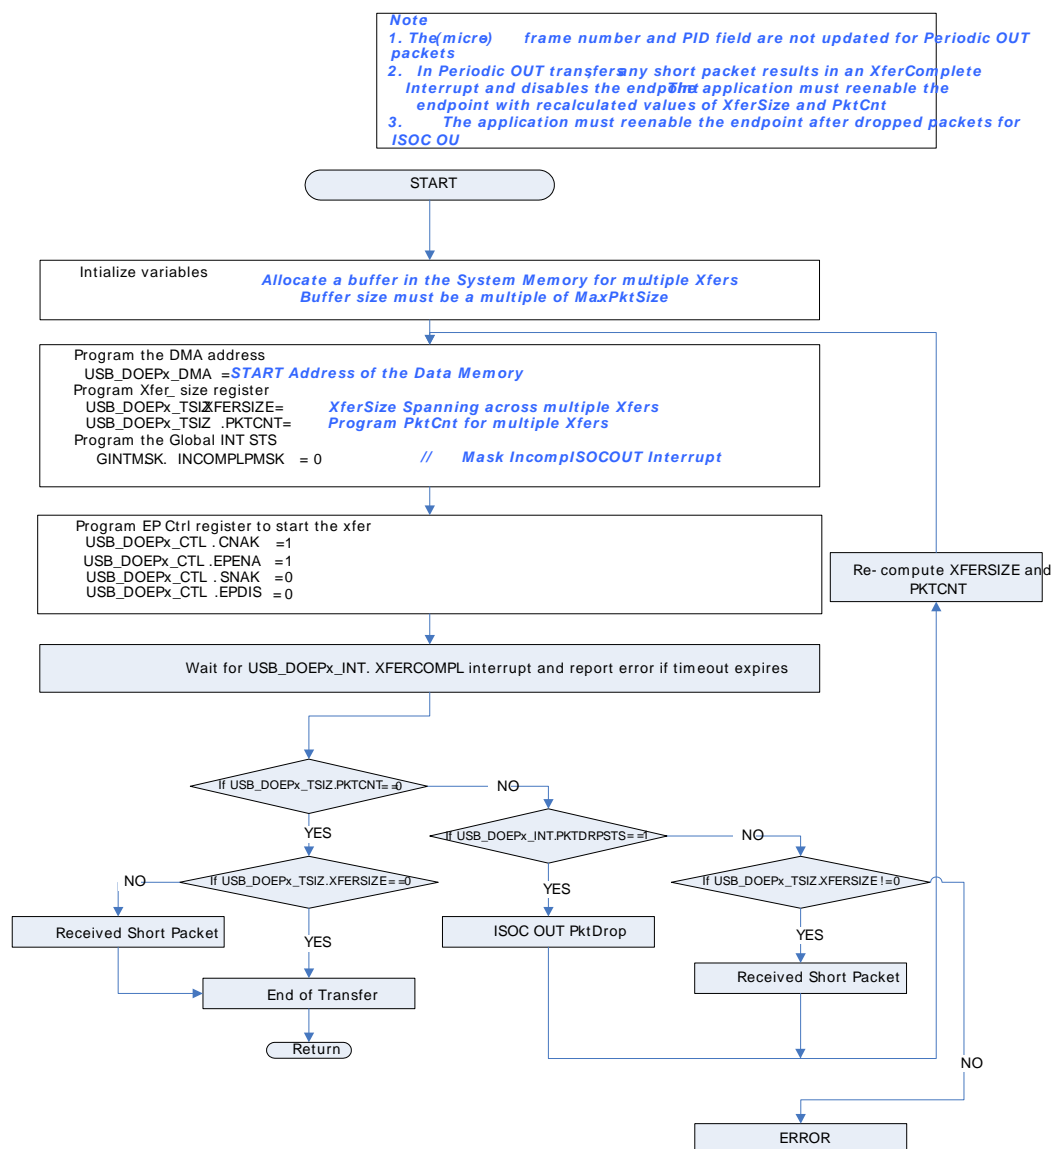 Note
1. The(micro) frame number and PID field are not updated for Periodic OUT
packets
2. In Periodic OUT transfers, any short packet results in an XferComplete
Interrupt and disables the endpoint. The application must reenable the
endpoint with recalculated values of XferSize and PktCnt
3. The application must reenable the endpoint after dropped packets for
ISOC OU
START
Intialize variables
Allocate a buffer in the System Memory for multiple Xfers
Buffer size must be a multiple of MaxPktSize
Program the DMA address
USB_DOEPx_DMA =START Address of the Data Memory
Program Xfer_ size register
USB_DOEPx_TSIZ.XFERSIZE= XferSize Spanning across multiple Xfers
USB_DOEPx_TSIZ .PKTCNT= Program PktCnt for multiple Xfers
Program the Global INT STS
GINTMSK. INCOMPLPMSK = 0 // Mask IncompISOCOUT Interrupt
Program EP Ctrl register to start the xfer
USB_DOEPx_CTL . CNAK =1
USB_DOEPx_CTL .EPENA =1
USB_DOEPx_CTL . SNAK =0
USB_DOEPx_CTL .EPDIS =0
Re- compute XFERSIZE and
PKTCNT
Wait for USB_DOEPx_INT. XFERCOMPL interrupt and report error if timeout expires
If USB_DOEPx_TSIZ.PKTCNT==0
NO
YES
If USB_DOEPx_INT.PKTDRPSTS==1
NO
NO
If USB_DOEPx_TSIZ.XFERSIZE==0
YES
If USB_DOEPx_TSIZ.XFERSIZE !=0
Received Short Packet
YES
ISOC OUT PktDrop
YES
Received Short Packet
End of Transfer
Return
NO
ERROR